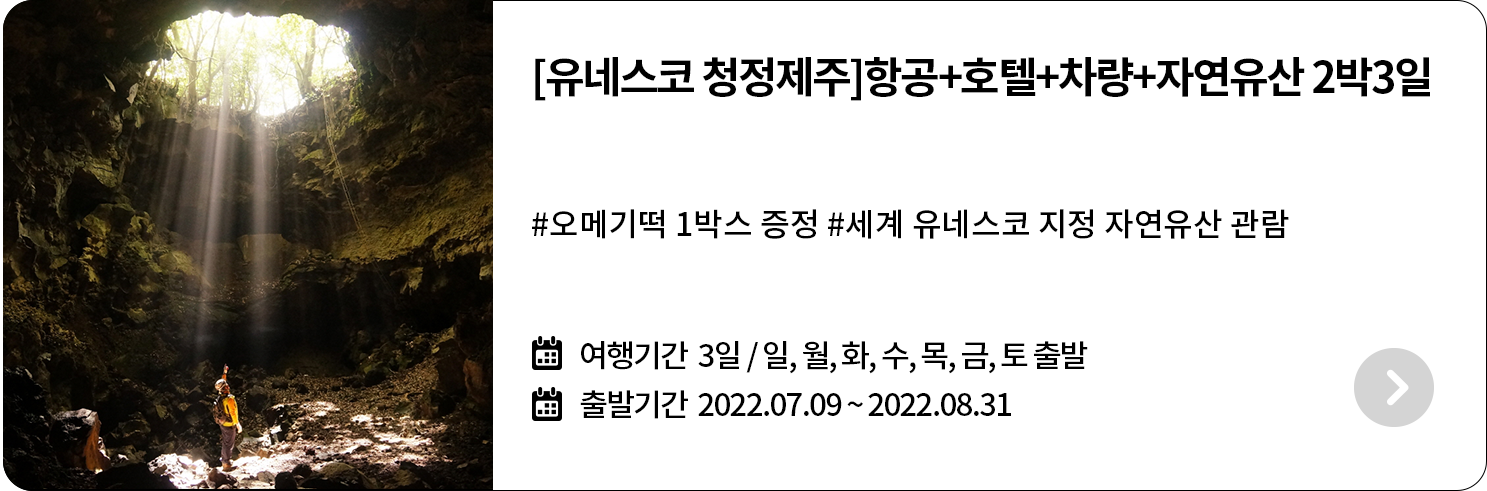 [유네스코 청정제주]항공+호텔+차량+자연유산 2박3일
#오메기떡 1박스 증정 #세계 유네스코 지정 자연유산 관람
여행기간 3일 / 일, 월, 화, 수, 목, 금, 토 출발
출발기간 2022.07.09 ~ 2022.08.31